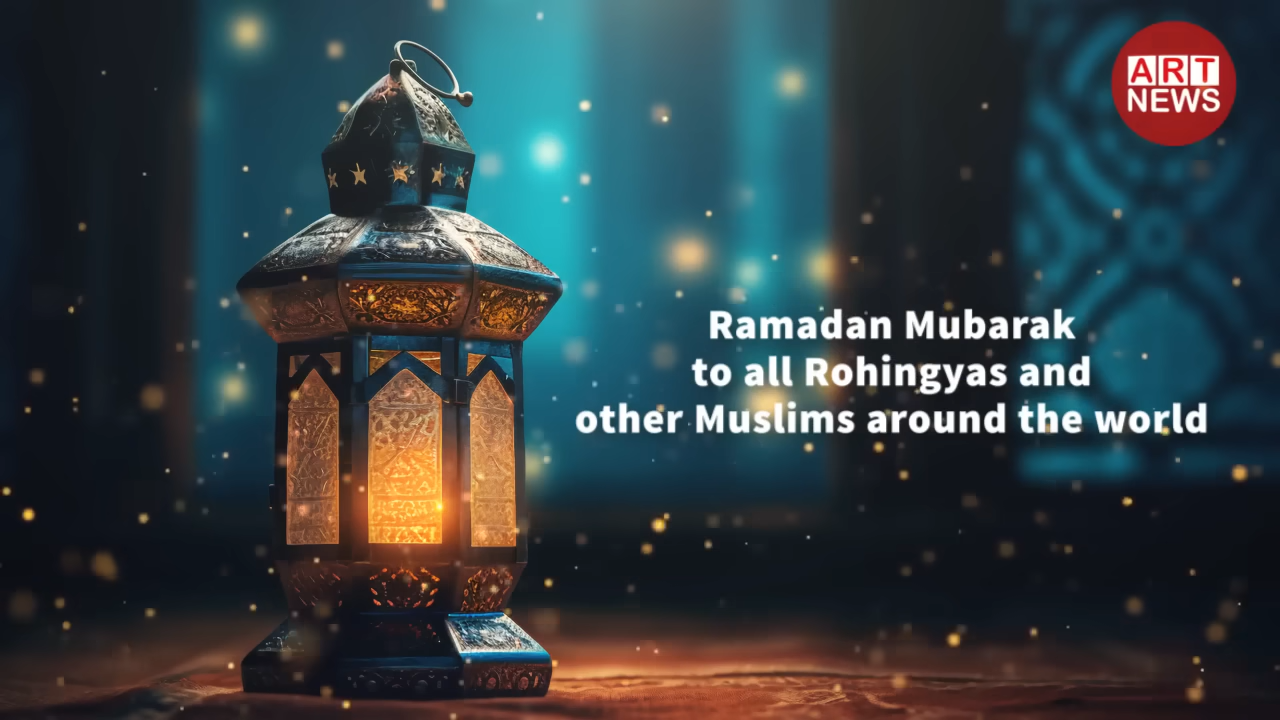 ART
NEWS
Ramadan Mubarak
to all Rohingyas and
other Muslims around the world